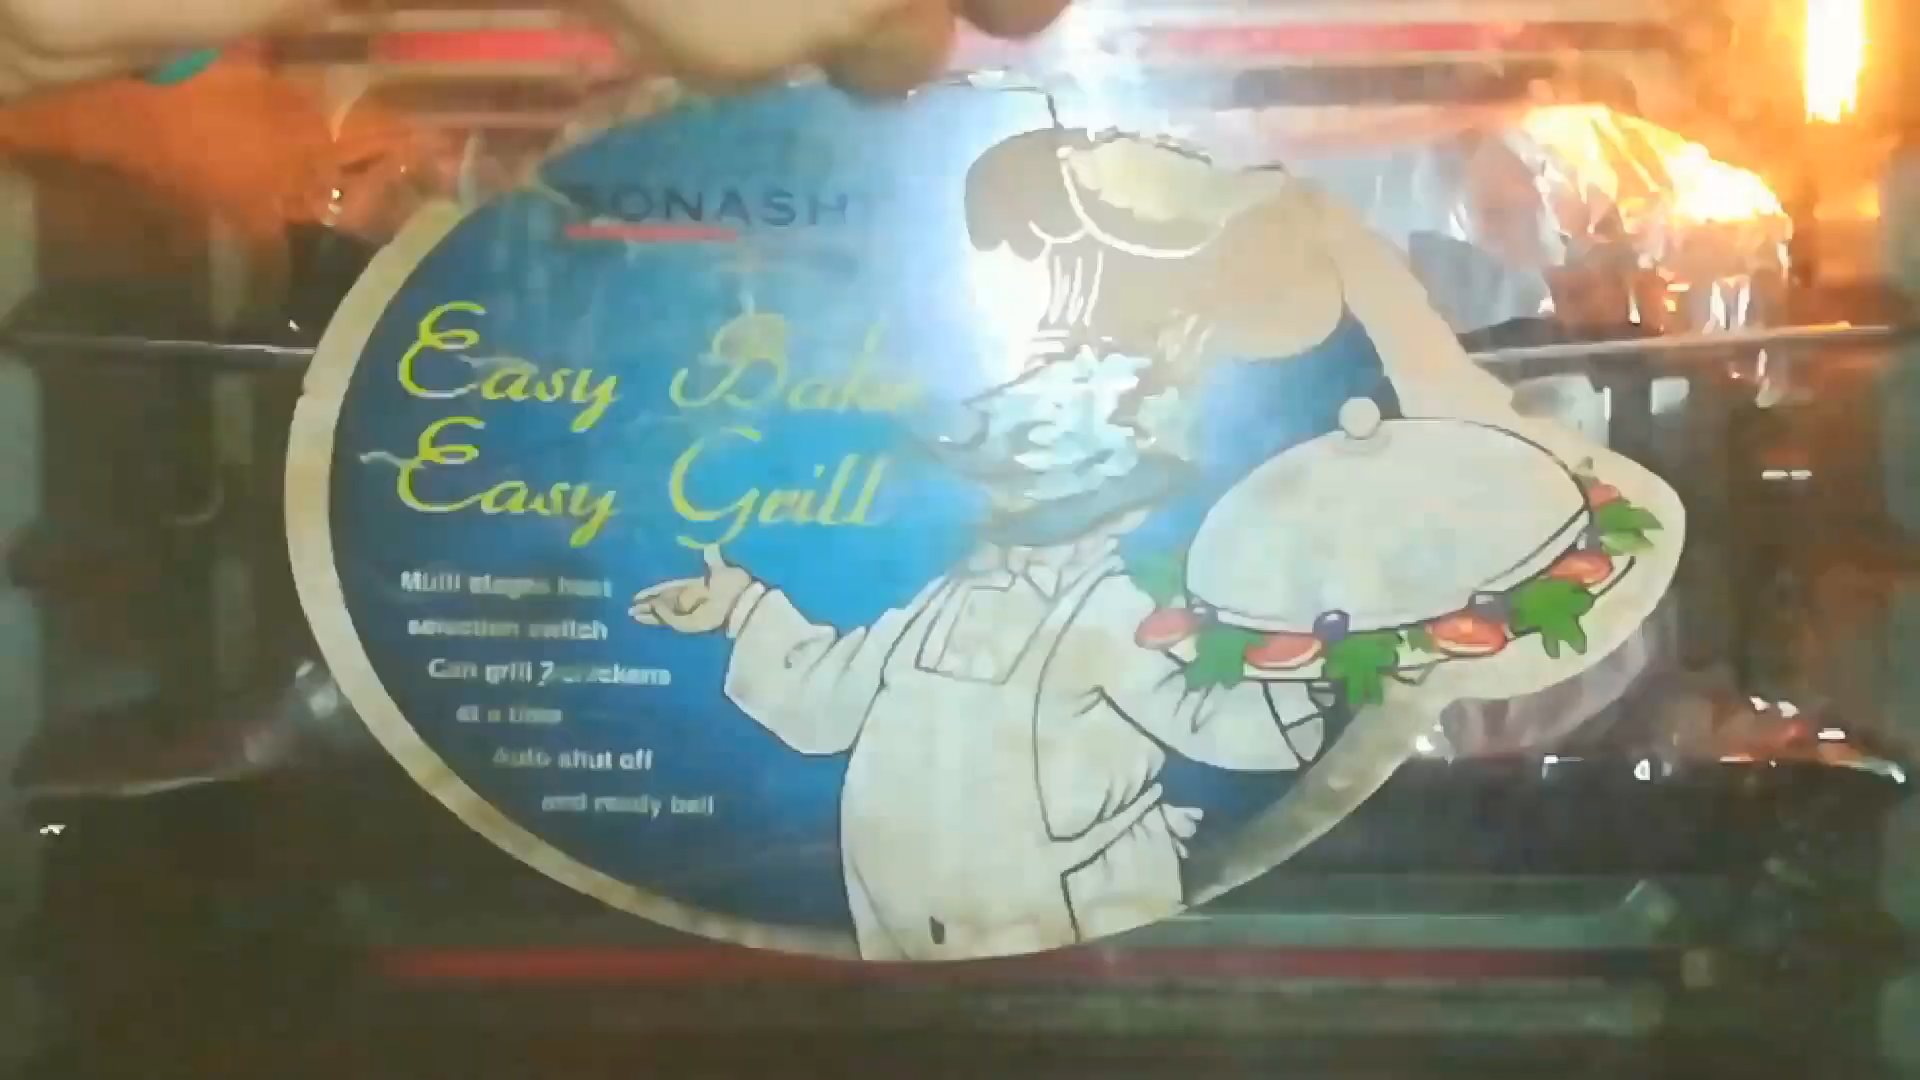 SONASHI
Easy Bake
Easy Grill
Multi stages heat
selection switch
Can grill 2 chickens
at a time
Auto shut off
and ready bell